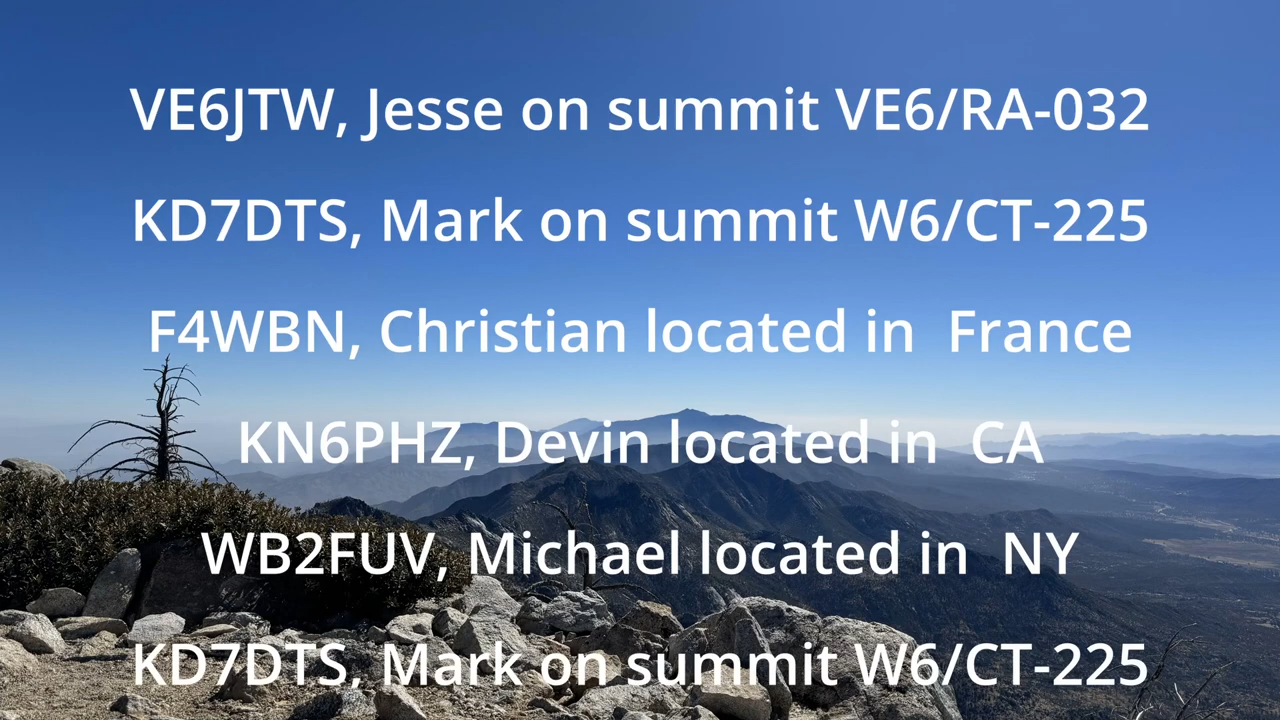 VE6JTW, Jesse on summit VE6/RA-032
KD7DTS, Mark on summit W6/CT-225
F4WBN, Christian located in  France
KN6PHZ, Devin located in  CA
WB2FUV, Michael located in  NY
KD7DTS, Mark on summit W6/CT-225